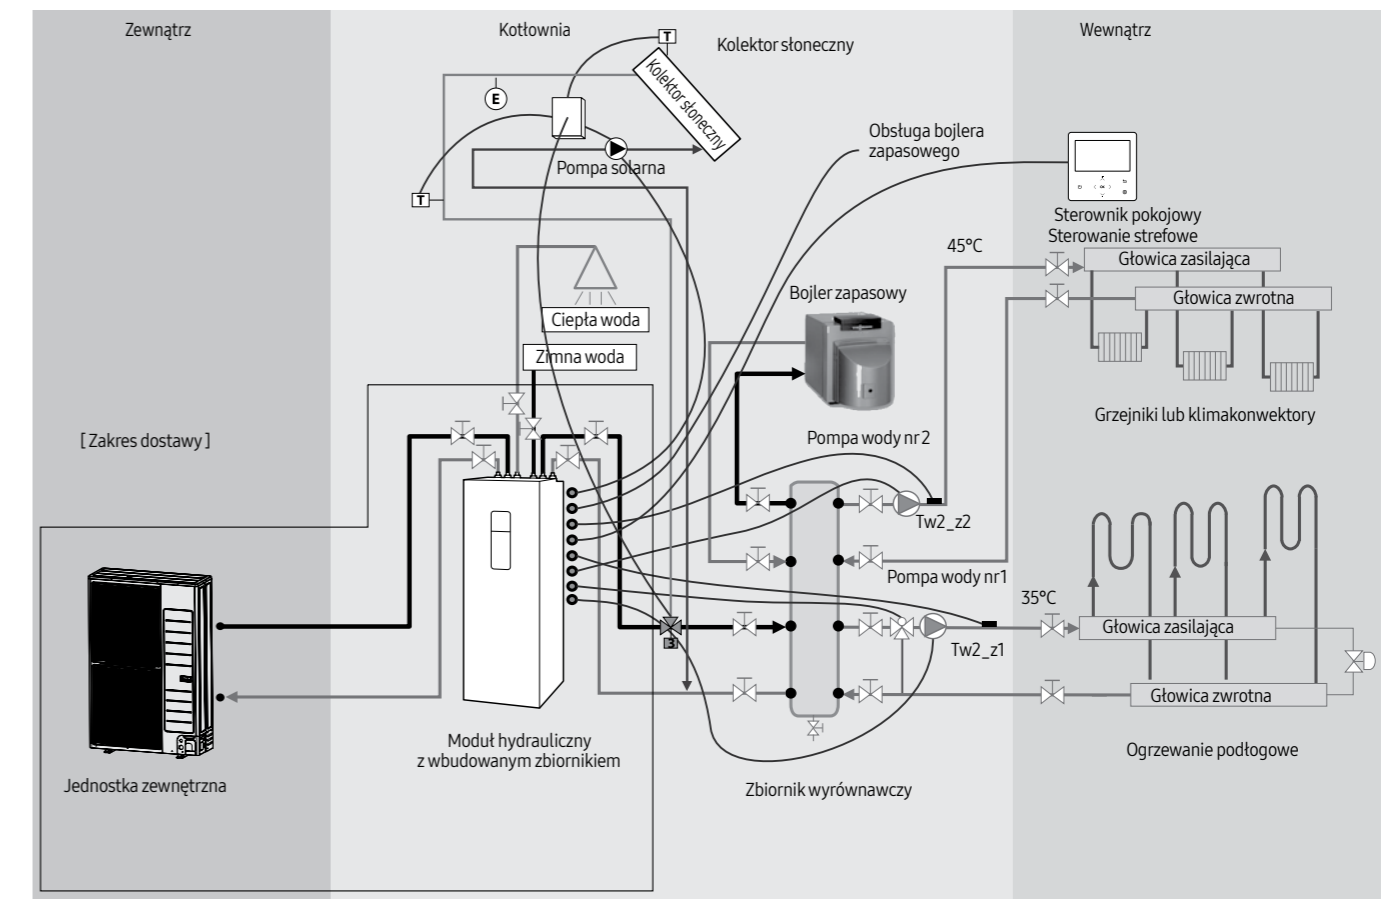 Zewnątrz
Kotłownia
Wewnątrz
T
Kolektor słoneczny
Kolektor słoneczny
E
Obsługa bojlera
zapasowego
Pompa solarna
T
Sterownik pokojowy
Sterowanie strefowe
45°C
Głowica zasilająca
Bojler zapasowy
Głowica zwrotna
Ciepła woda
Zimna woda
Grzejniki lub klimakonwektory
[ Zakres dostawy ]
Pompa wody nr 2
Tw2_z2
Pompa wody nr1
35°C
Głowica zasilająca
3
Tw2_z1
Głowica zwrotna
Moduł hydrauliczny
z wbudowanym zbiornikiem
Ogrzewanie podłogowe
Jednostka zewnętrzna
Zbiornik wyrównawczy